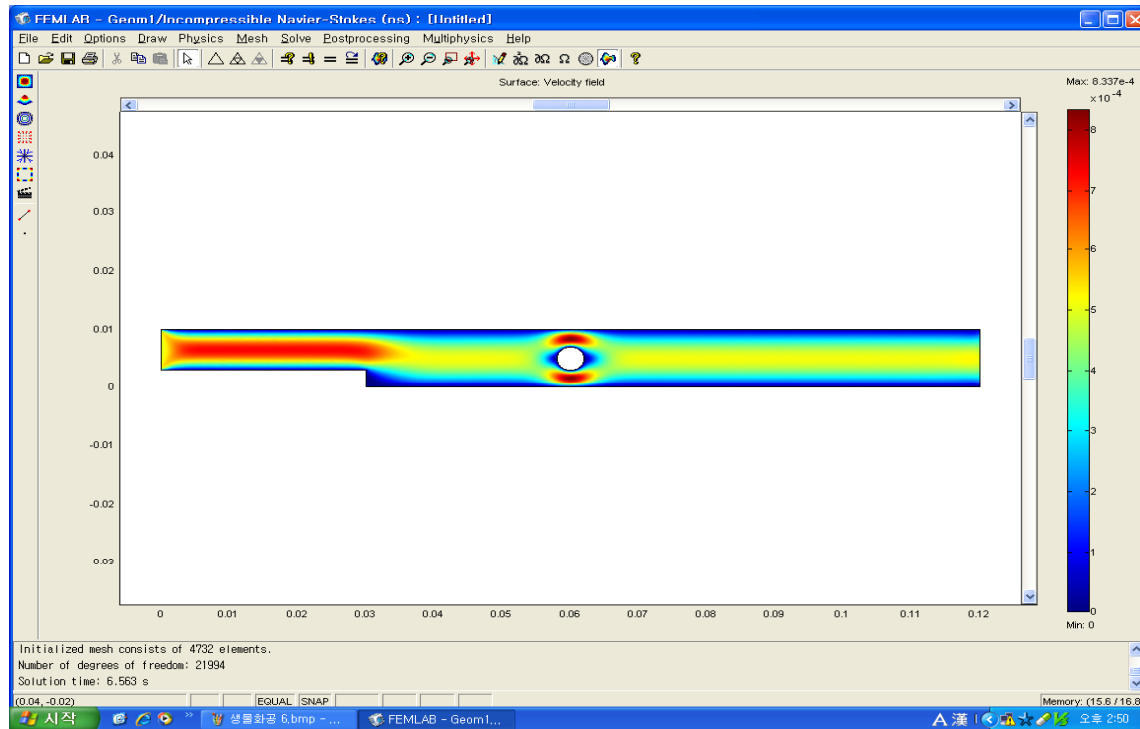 FEMLAB - Geom1/Incompressible Navier-Stokes (ns) : [Untitled]
File Edit Options Draw Physics Mesh Solve Postprocessing Multiphysics Help
Surface: Velocity field
Max: 8.337e-4
×10-4
8
7
6
5
4
3
2
1
0
Min: 0
0.04
0.03
0.02
0.01
0
-0.01
-0.02
0 0.01 0.02 0.03 0.04 0.05 0.06 0.07 0.08 0.09 0.1 0.11 0.12
Initialized mesh consists of 4732 elements.
Number of degrees of freedom: 21994
Solution time: 6.563 s
(0.04, -0.02) EQUAL SNAP Memory: (15.6 / 16.8
시작 생물화공 6,bmp - ... FEMLAB - Geom1... A 漢 오후 2:50